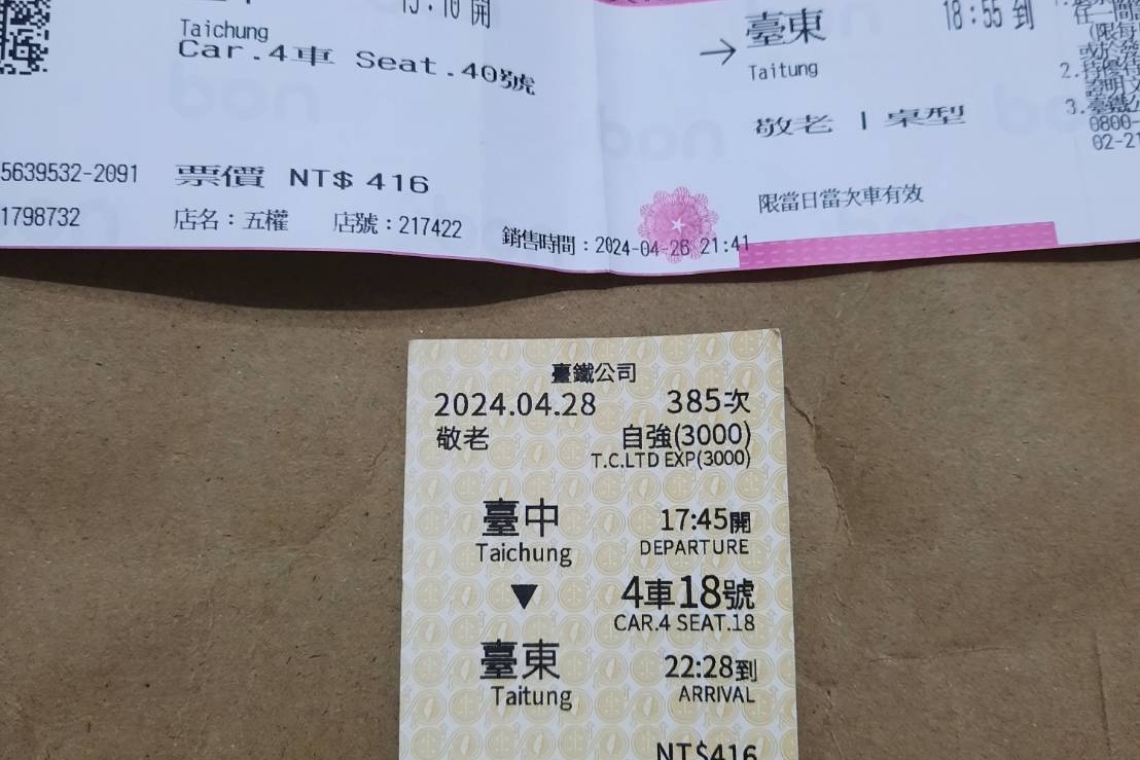 Taichung
Car.4車 Seat.40號
5639532-2091
票價 NT$ 416
1798732
店名：五權 店號：217422
銷售時間：2024-04-26 21:41
→ 臺東 18:55 到
Taitung
敬老 | 桌型
限當日當次車有效
2.
3.
0800-
臺鐵公司
2024.04.28 385次
敬老 自強(3000)
T.C.LTD EXP(3000)
臺中 17:45開
Taichung DEPARTURE
▼ 4車18號
CAR.4 SEAT.18
臺東 22:28到
Taitung ARRIVAL
NT$416